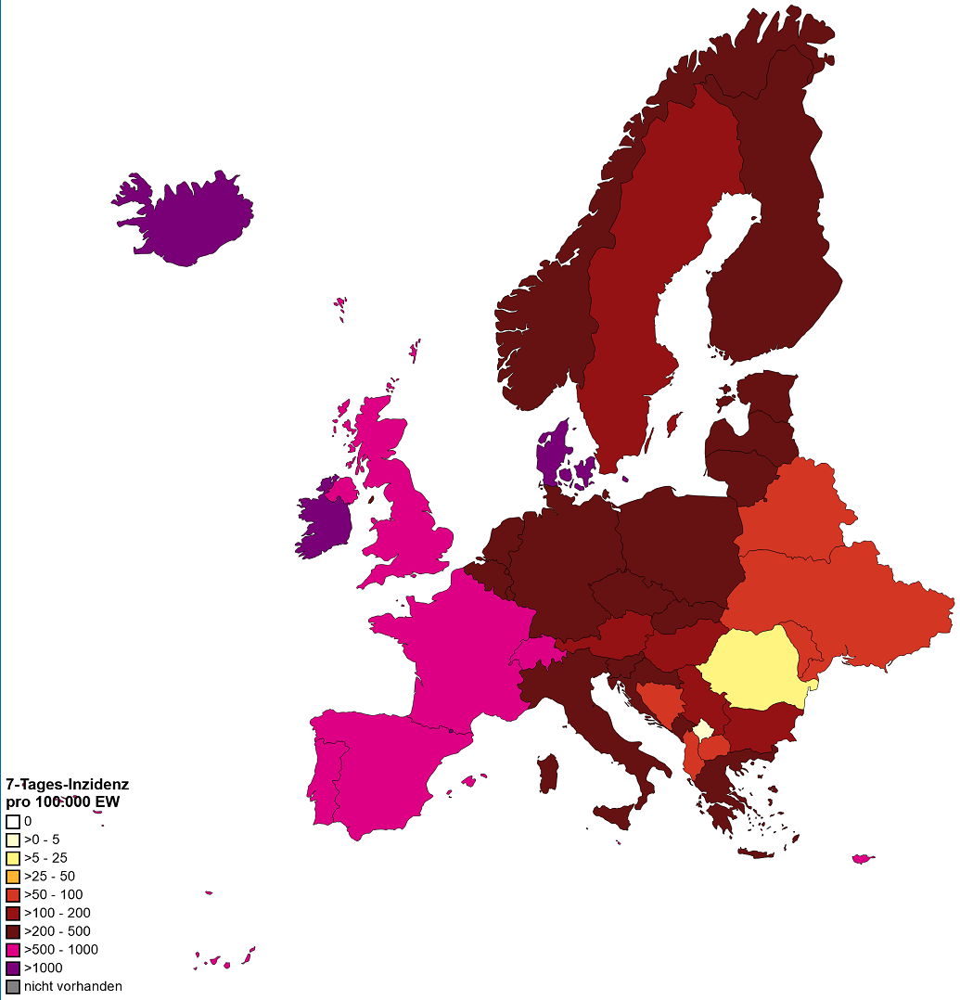 7-Tages-Inzidenz
pro 100.000 EW
0
>0 - 5
>5 - 25
>25 - 50
>50 - 100
>100 - 200
>200 - 500
>500 - 1000
>1000
nicht vorhanden